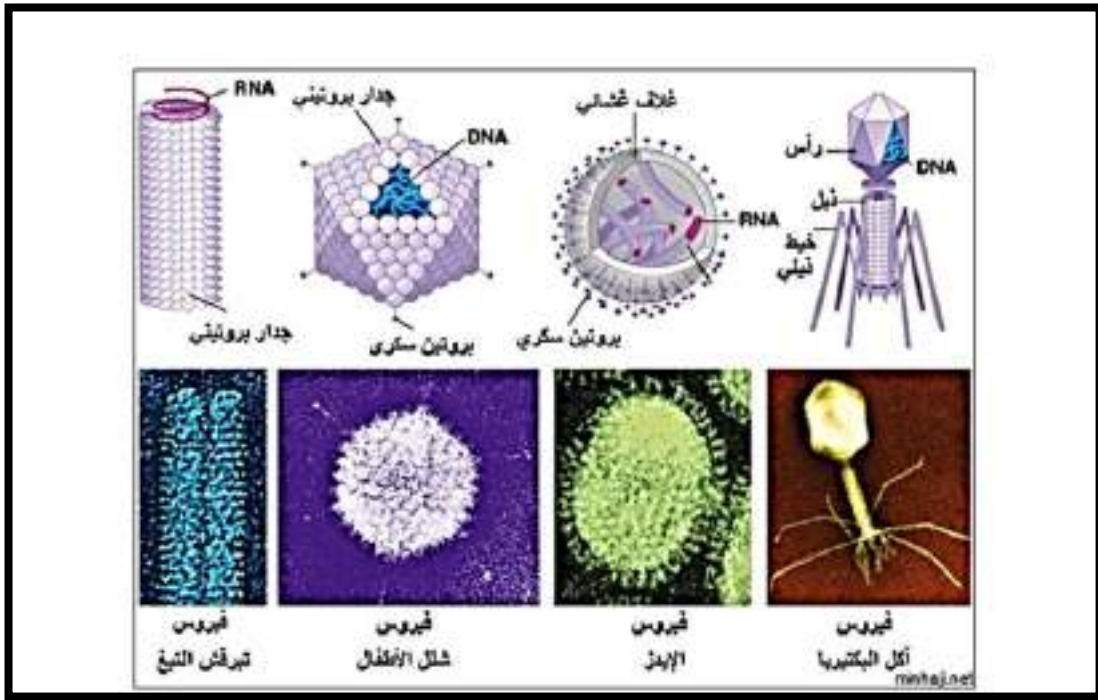 RNA
جدار بروتيني
جدار بروتيني
DNA
بروتين سكري
غلاف غشائي
RNA
بروتين سكري
رأس
DNA
ذيل
خيط
ذيلي
فيروس
تبرقش التبغ
فيروس
شلل الأطفال
فيروس
الإيدز
فيروس
آكل البكتيريا
minhaj.net